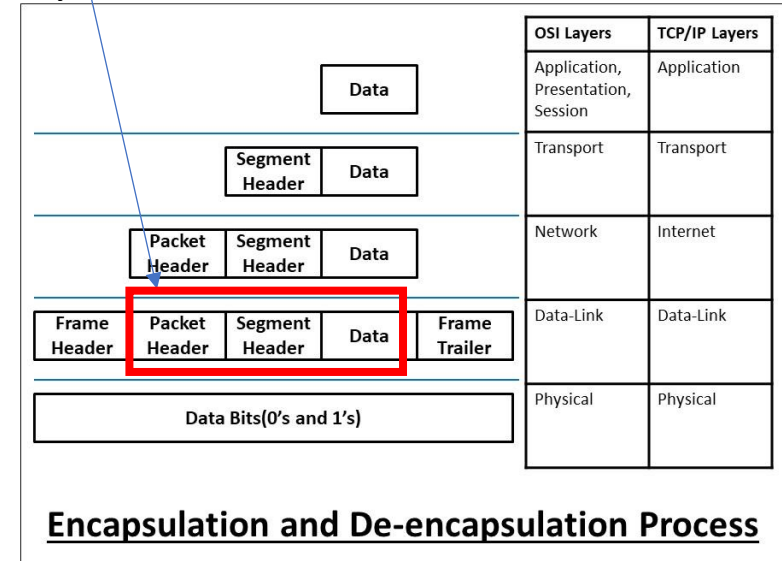 OSI Layers TCP/IP Layers
Data
Application,
Presentation,
Session
Application
Segment
Header
Data
Transport Transport
Packet
Header
Segment
Header
Data
Network Internet
Frame
Header
Packet
Header
Segment
Header
Data
Frame
Trailer
Data-Link Data-Link
Data Bits(0’s and 1’s)
Physical Physical
Encapsulation and De-encapsulation Process